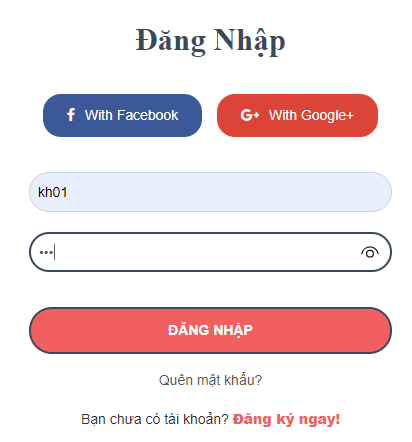 Đăng Nhập
With Facebook
G+ With Google+
kh01
•••
ĐĂNG NHẬP
Quên mật khẩu?
Bạn chưa có tài khoản? Đăng ký ngay!